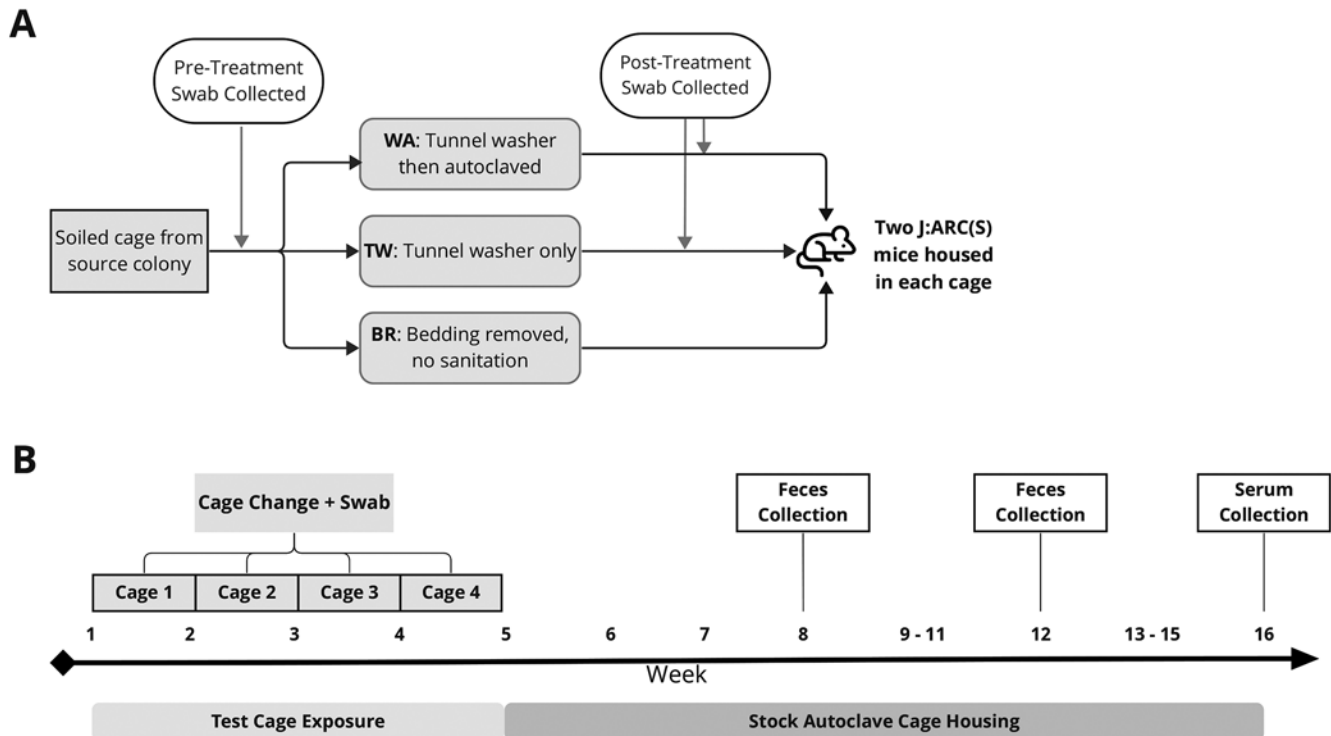 A
Pre-Treatment
Swab Collected
Post-Treatment
Swab Collected
WA: Tunnel washer
then autoclaved
Soiled cage from
source colony
TW: Tunnel washer only
Two J:ARC(S)
mice housed
in each cage
BR: Bedding removed,
no sanitation
B
Cage Change + Swab
Feces
Collection
Feces
Collection
Serum
Collection
Cage 1 Cage 2 Cage 3 Cage 4
1 2 3 4 5 6 7 8 9 - 11 12 13 - 15 16
Week
Test Cage Exposure
Stock Autoclave Cage Housing